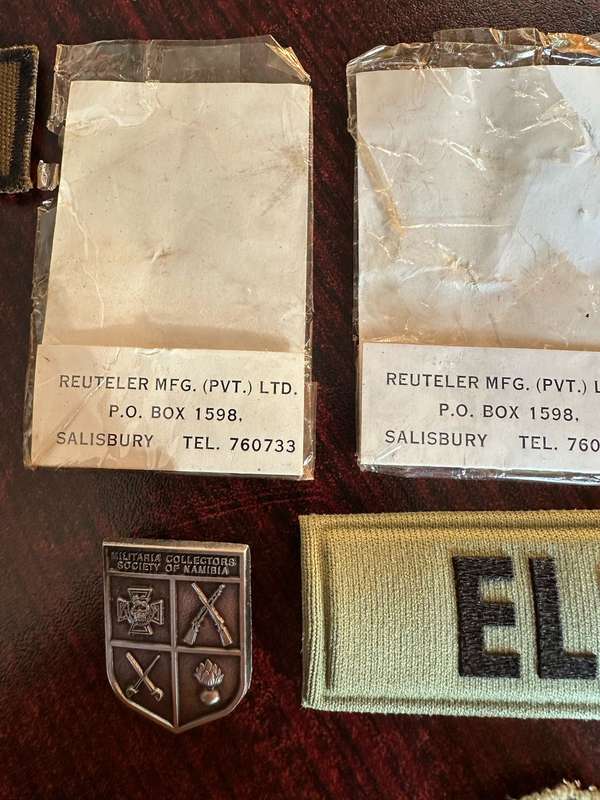 REUTELER MFG. (PVT.) LTD.
P.O. BOX 1598,
SALISBURY TEL. 760733
REUTELER MFG. (PVT.) L
P.O. BOX 1598,
SALISBURY TEL. 760
MILITARIA COLLECTORS
SOCIETY OF NAMIBIA
EL